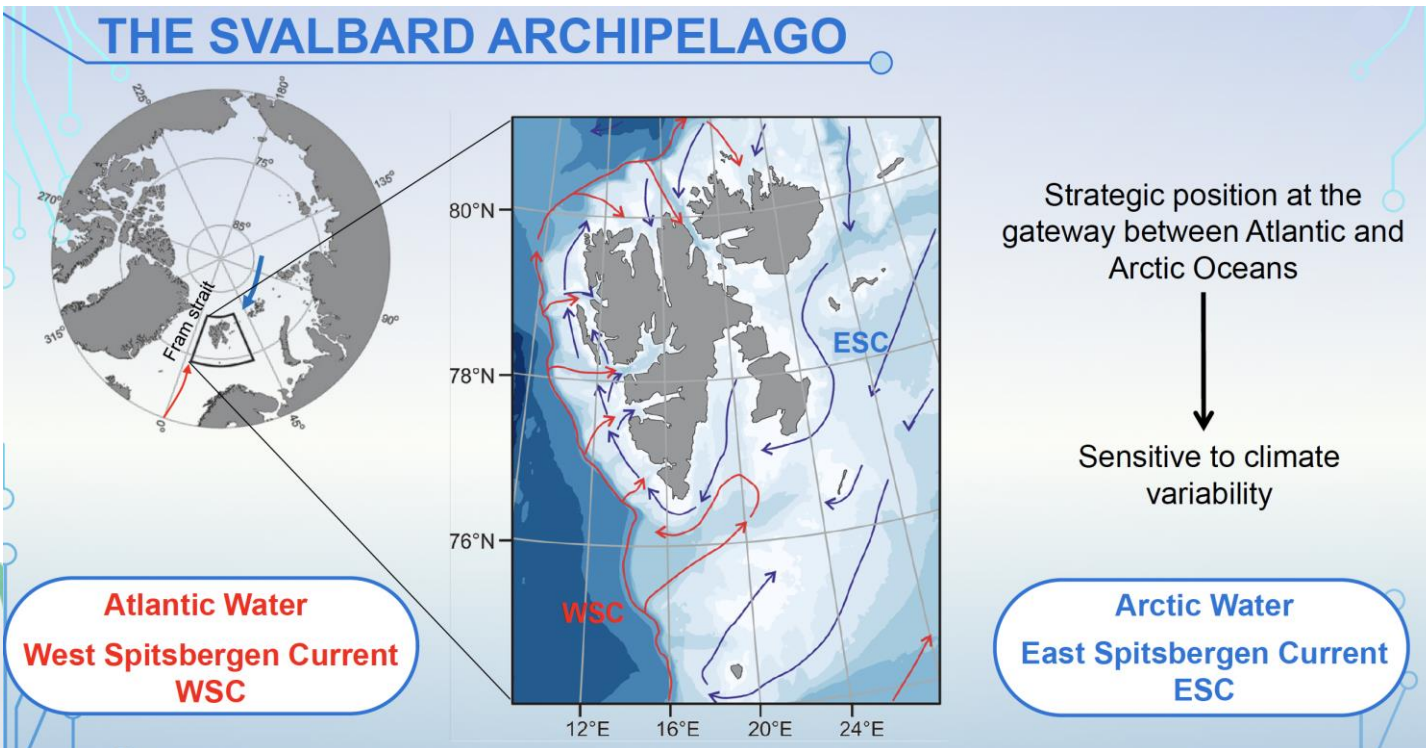 THE SVALBARD ARCHIPELAGO
180°
225°
75°
135°
270°
85°
Fram strait
315°
90°
0°
45°
80°N
78°N
76°N
ESC
WSC
12°E
16°E
20°E
24°E
Strategic position at the
gateway between Atlantic and
Arctic Oceans
Sensitive to climate
variability
Atlantic Water
West Spitsbergen Current
WSC
Arctic Water
East Spitsbergen Current
ESC